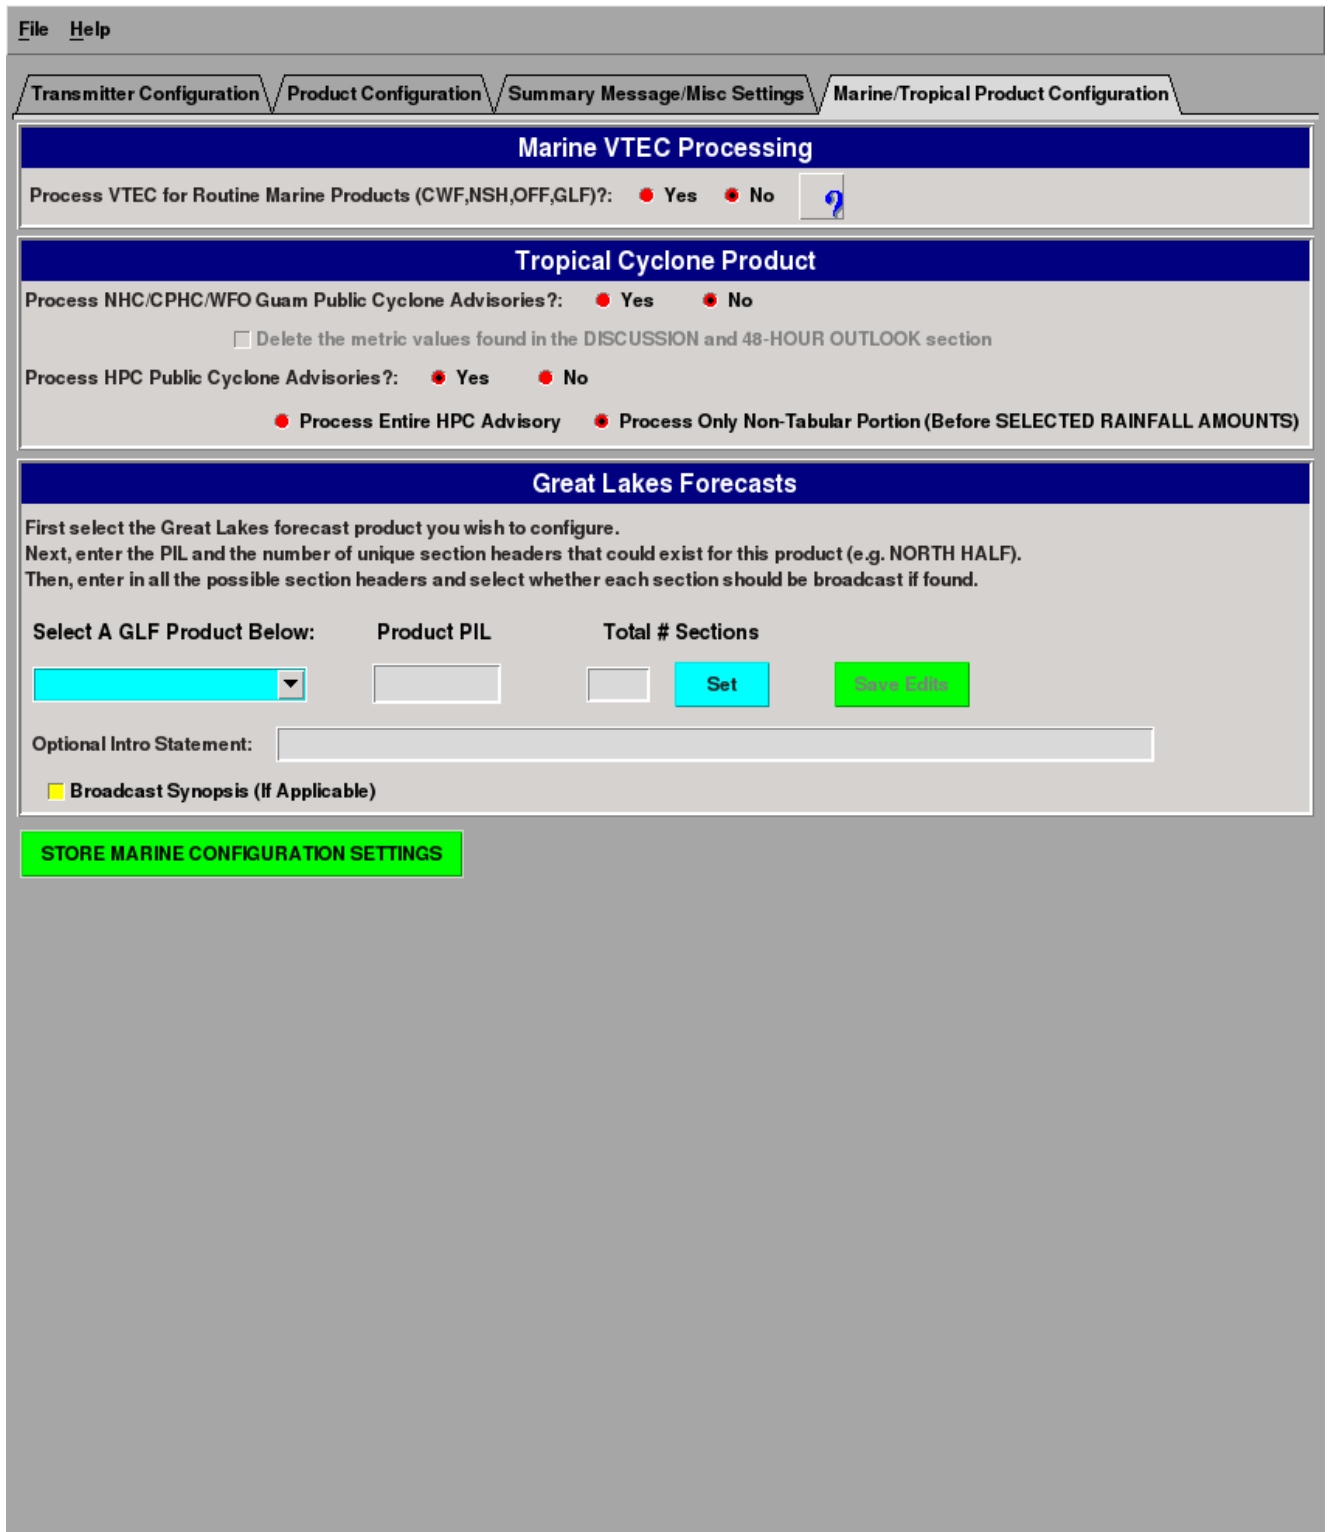 File Help
Transmitter Configuration Product Configuration Summary Message/Misc Settings Marine/Tropical Product Configuration
Marine VTEC Processing
Process VTEC for Routine Marine Products (CWF,NSH,OFF,GLF)?: Yes No ?
Tropical Cyclone Product
Process NHC/CPHC/WFO Guam Public Cyclone Advisories?: Yes No
Delete the metric values found in the DISCUSSION and 48-HOUR OUTLOOK section
Process HPC Public Cyclone Advisories?: Yes No
Process Entire HPC Advisory Process Only Non-Tabular Portion (Before SELECTED RAINFALL AMOUNTS)
Great Lakes Forecasts
First select the Great Lakes forecast product you wish to configure.
Next, enter the PIL and the number of unique section headers that could exist for this product (e.g. NORTH HALF).
Then, enter in all the possible section headers and select whether each section should be broadcast if found.
Select A GLF Product Below: Product PIL Total # Sections
Set Save Edits
Optional Intro Statement:
Broadcast Synopsis (If Applicable)
STORE MARINE CONFIGURATION SETTINGS